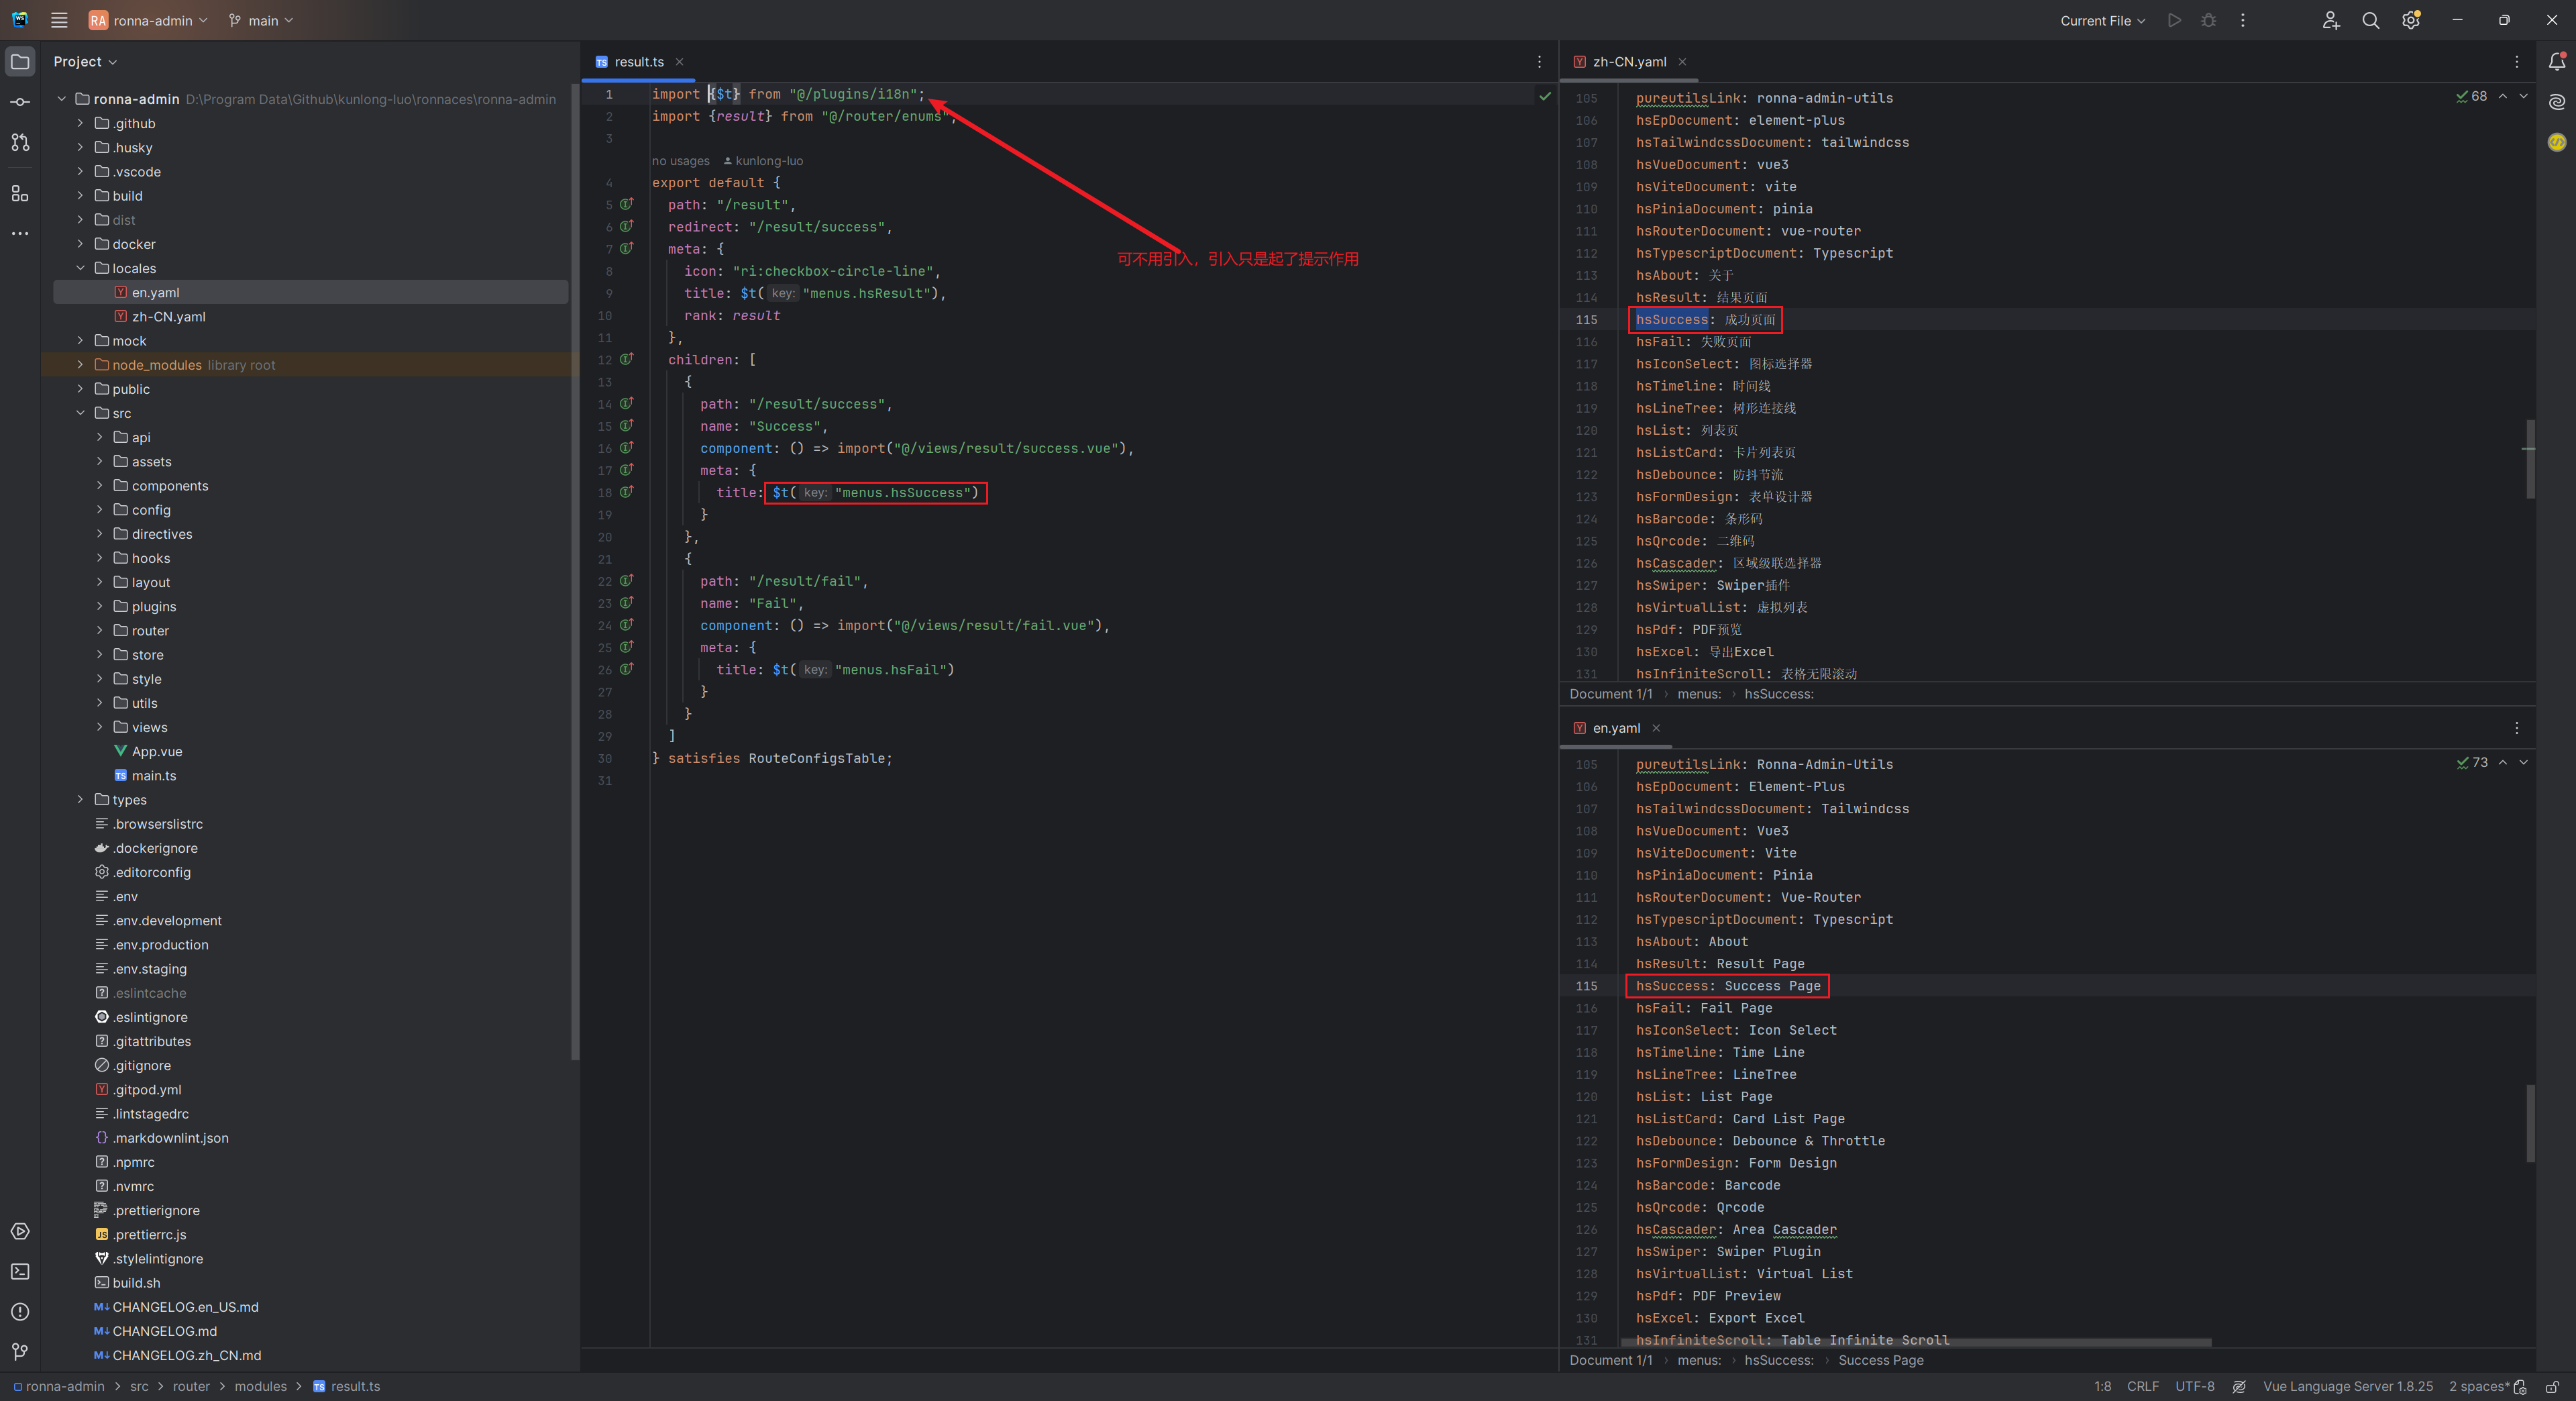 RA ronna-admin main
Current File
Project
ronna-admin D:\Program Data\Github\kunlong-luo\ronnaces\ronna-admin
.github
.husky
.vscode
build
dist
docker
locales
en.yaml
zh-CN.yaml
mock
node_modules library root
public
src
api
assets
components
config
directives
hooks
layout
plugins
router
store
style
utils
views
App.vue
main.ts
types
.browserslistrc
.dockerignore
.editorconfig
.env
.env.development
.env.production
.env.staging
.eslintcache
.eslintignore
.gitattributes
.gitignore
.gitpod.yml
.lintstagedrc
.markdownlint.json
.npmrc
.nvmrc
.prettierignore
.prettierrc.js
.stylelintignore
build.sh
CHANGELOG.en_US.md
CHANGELOG.md
CHANGELOG.zh_CN.md
result.ts
1 import {$t} from "@/plugins/i18n";
2 import {result} from "@/router/enums";
3
no usages kunlong-luo
4 export default {
5 path: "/result",
6 redirect: "/result/success",
7 meta: {
8 icon: "ri:checkbox-circle-line",
9 title: $t( key: "menus.hsResult"),
10 rank: result
11 },
12 children: [
13 {
14 path: "/result/success",
15 name: "Success",
16 component: () => import("@/views/result/success.vue"),
17 meta: {
18 title: $t( key: "menus.hsSuccess")
19 }
20 },
21 {
22 path: "/result/fail",
23 name: "Fail",
24 component: () => import("@/views/result/fail.vue"),
25 meta: {
26 title: $t( key: "menus.hsFail")
27 }
28 }
29 ]
30 } satisfies RouteConfigsTable;
31
可不用引入，引入只是起了提示作用
zh-CN.yaml
68
105 pureutilsLink: ronna-admin-utils
106 hsEpDocument: element-plus
107 hsTailwindcssDocument: tailwindcss
108 hsVueDocument: vue3
109 hsViteDocument: vite
110 hsPiniaDocument: pinia
111 hsRouterDocument: vue-router
112 hsTypescriptDocument: Typescript
113 hsAbout: 关于
114 hsResult: 结果页面
115 hsSuccess: 成功页面
116 hsFail: 失败页面
117 hsIconSelect: 图标选择器
118 hsTimeline: 时间线
119 hsLineTree: 树形连接线
120 hsList: 列表页
121 hsListCard: 卡片列表页
122 hsDebounce: 防抖节流
123 hsFormDesign: 表单设计器
124 hsBarcode: 条形码
125 hsQrcode: 二维码
126 hsCascader: 区域级联选择器
127 hsSwiper: Swiper插件
128 hsVirtualList: 虚拟列表
129 hsPdf: PDF预览
130 hsExcel: 导出Excel
131 hsInfiniteScroll: 表格无限滚动
Document 1/1 › menus: › hsSuccess:
en.yaml
73
105 pureutilsLink: Ronna-Admin-Utils
106 hsEpDocument: Element-Plus
107 hsTailwindcssDocument: Tailwindcss
108 hsVueDocument: Vue3
109 hsViteDocument: Vite
110 hsPiniaDocument: Pinia
111 hsRouterDocument: Vue-Router
112 hsTypescriptDocument: Typescript
113 hsAbout: About
114 hsResult: Result Page
115 hsSuccess: Success Page
116 hsFail: Fail Page
117 hsIconSelect: Icon Select
118 hsTimeline: Time Line
119 hsLineTree: LineTree
120 hsList: List Page
121 hsListCard: Card List Page
122 hsDebounce: Debounce & Throttle
123 hsFormDesign: Form Design
124 hsBarcode: Barcode
125 hsQrcode: Qrcode
126 hsCascader: Area Cascader
127 hsSwiper: Swiper Plugin
128 hsVirtualList: Virtual List
129 hsPdf: PDF Preview
130 hsExcel: Export Excel
131 hsInfiniteScroll: Table Infinite Scroll
Document 1/1 › menus: › hsSuccess: › Success Page
ronna-admin › src › router › modules › result.ts
1:8 CRLF UTF-8 Vue Language Server 1.8.25 2 spaces*